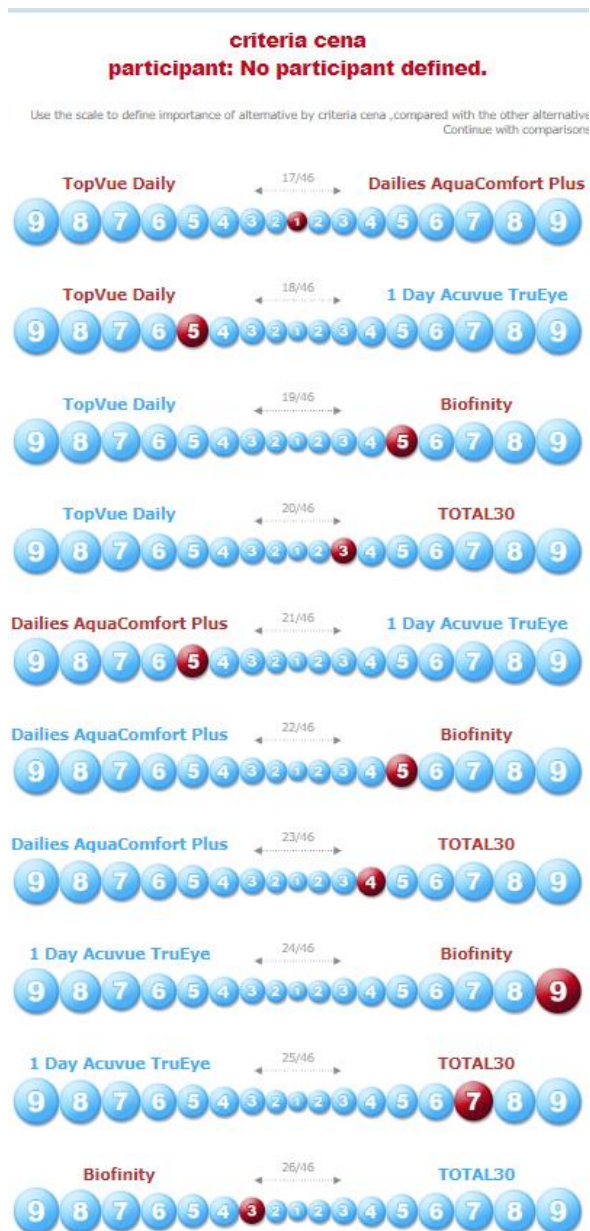 criteria cena
participant: No participant defined.
Use the scale to define importance of alternative by criteria cena ,compared with the other alternative
Continue with comparisons
17/46
TopVue Daily Dailies AquaComfort Plus
9 8 7 6 5 4 3 2 1 2 3 4 5 6 7 8 9
18/46
TopVue Daily 1 Day Acuvue TruEye
9 8 7 6 5 4 3 2 1 2 3 4 5 6 7 8 9
19/46
TopVue Daily Biofinity
9 8 7 6 5 4 3 2 1 2 3 4 5 6 7 8 9
20/46
TopVue Daily TOTAL30
9 8 7 6 5 4 3 2 1 2 3 4 5 6 7 8 9
21/46
Dailies AquaComfort Plus 1 Day Acuvue TruEye
9 8 7 6 5 4 3 2 1 2 3 4 5 6 7 8 9
22/46
Dailies AquaComfort Plus Biofinity
9 8 7 6 5 4 3 2 1 2 3 4 5 6 7 8 9
23/46
Dailies AquaComfort Plus TOTAL30
9 8 7 6 5 4 3 2 1 2 3 4 5 6 7 8 9
24/46
1 Day Acuvue TruEye Biofinity
9 8 7 6 5 4 3 2 1 2 3 4 5 6 7 8 9
25/46
1 Day Acuvue TruEye TOTAL30
9 8 7 6 5 4 3 2 1 2 3 4 5 6 7 8 9
26/46
Biofinity TOTAL30
9 8 7 6 5 4 3 2 1 2 3 4 5 6 7 8 9